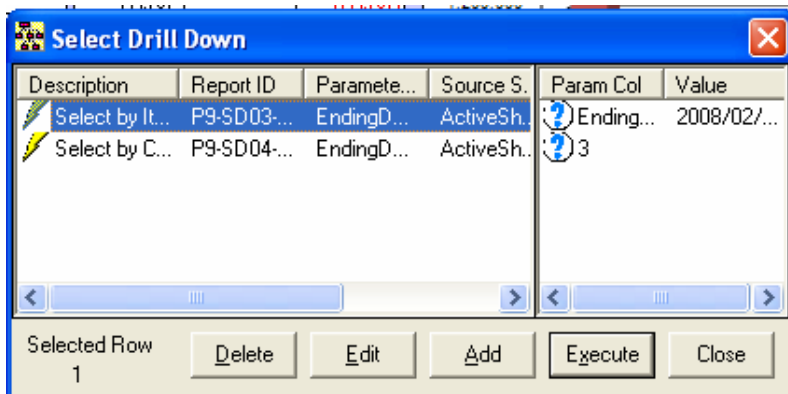 Select Drill Down
Description Report ID Paramete... Source S. Param Col Value
Select by It... P9-SD03-... EndingD... ActiveSh... Ending... 2008/02/...
Select by C... P9-SD04-... EndingD... ActiveSh... 3
Selected Row Delete Edit Add Execute Close
1